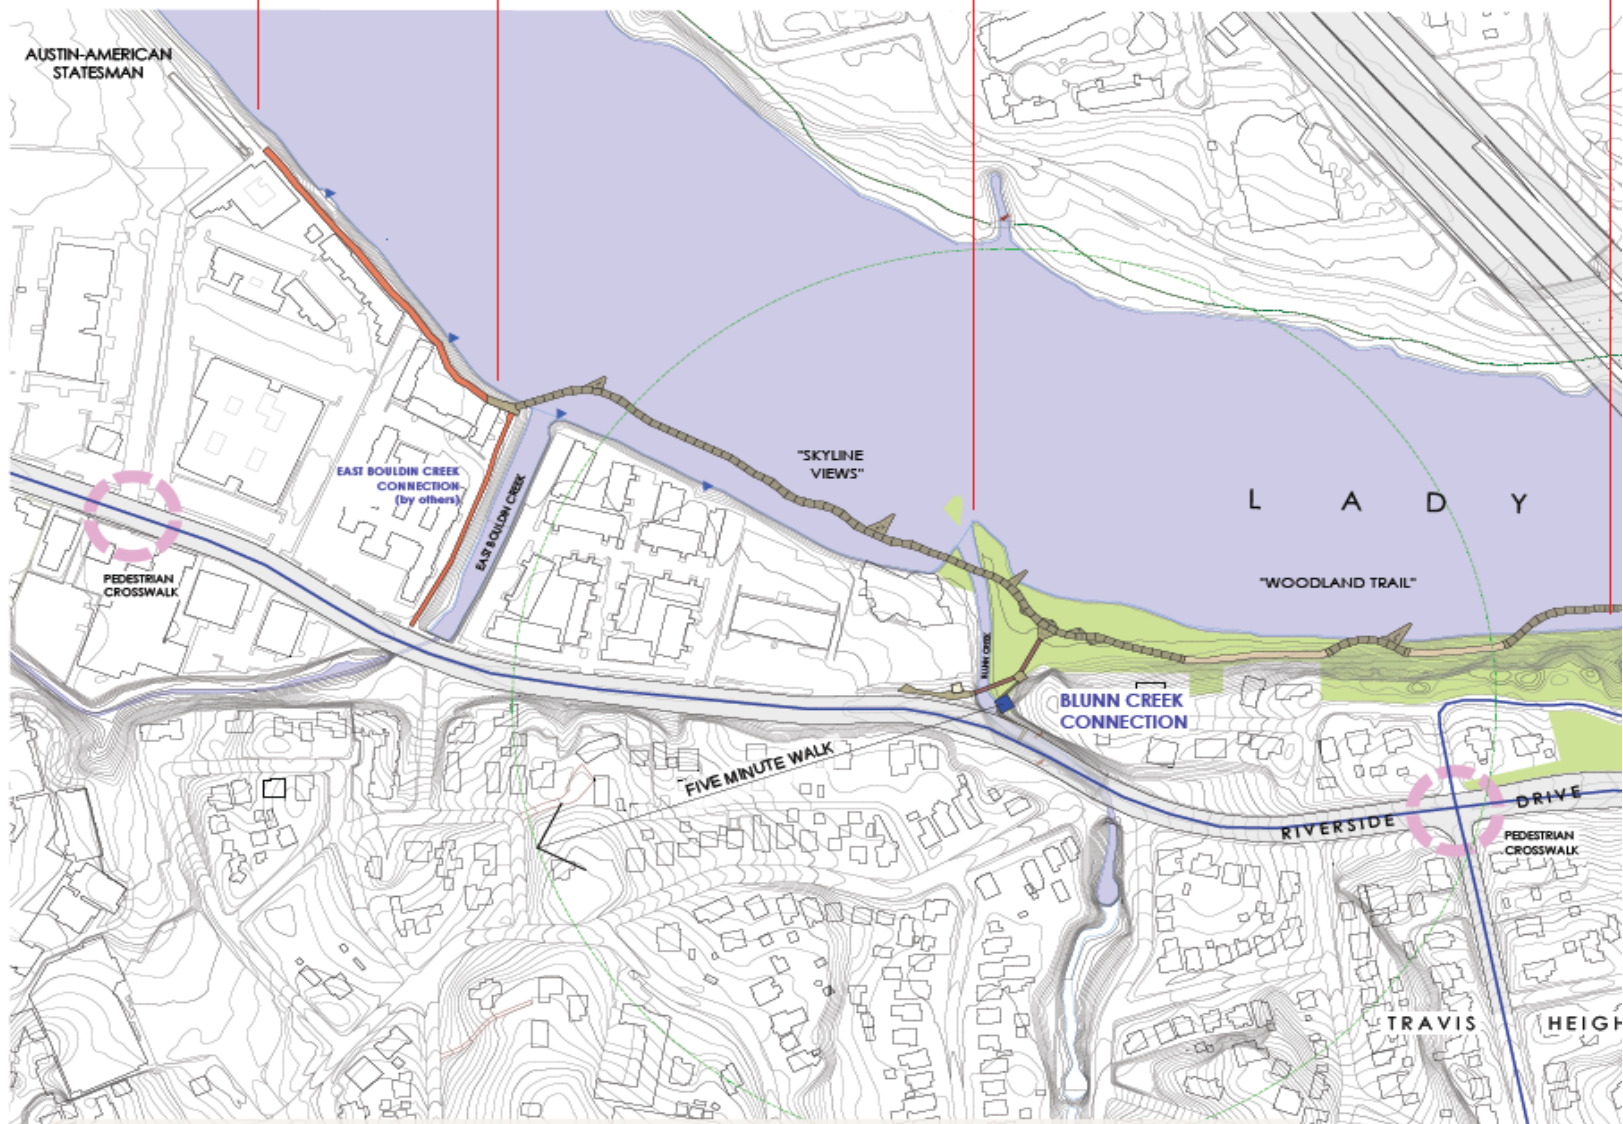 AUSTIN-AMERICAN
STATESMAN
"SKYLINE
VIEWS"
EAST BOULDIN CREEK
CONNECTION
(by others)
EAST BOULDIN CREEK
L A D Y
"WOODLAND TRAIL"
PEDESTRIAN
CROSSWALK
BLUNN CREEK
BLUNN CREEK
CONNECTION
FIVE MINUTE WALK
RIVERSIDE DRIVE
PEDESTRIAN
CROSSWALK
TRAVIS HEIGH